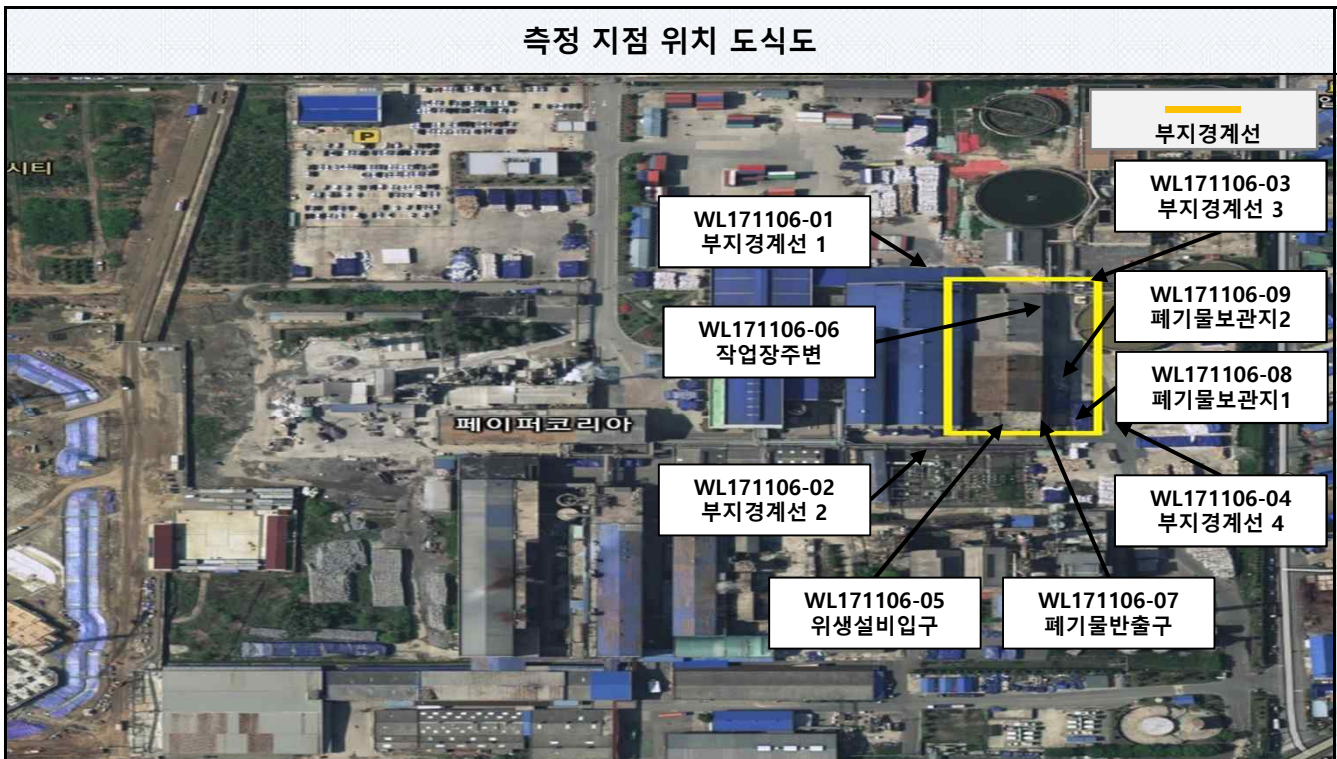 측정 지점 위치 도식도
P
일
시티
부지경계선
WL171106-03
부지경계선 3
WL171106-01
부지경계선 1
WL171106-09
폐기물보관지2
WL171106-06
작업장주변
WL171106-08
폐기물보관지1
페이퍼코리아
WL171106-02
부지경계선 2
WL171106-04
부지경계선 4
WL171106-05
위생설비입구
WL171106-07
폐기물반출구